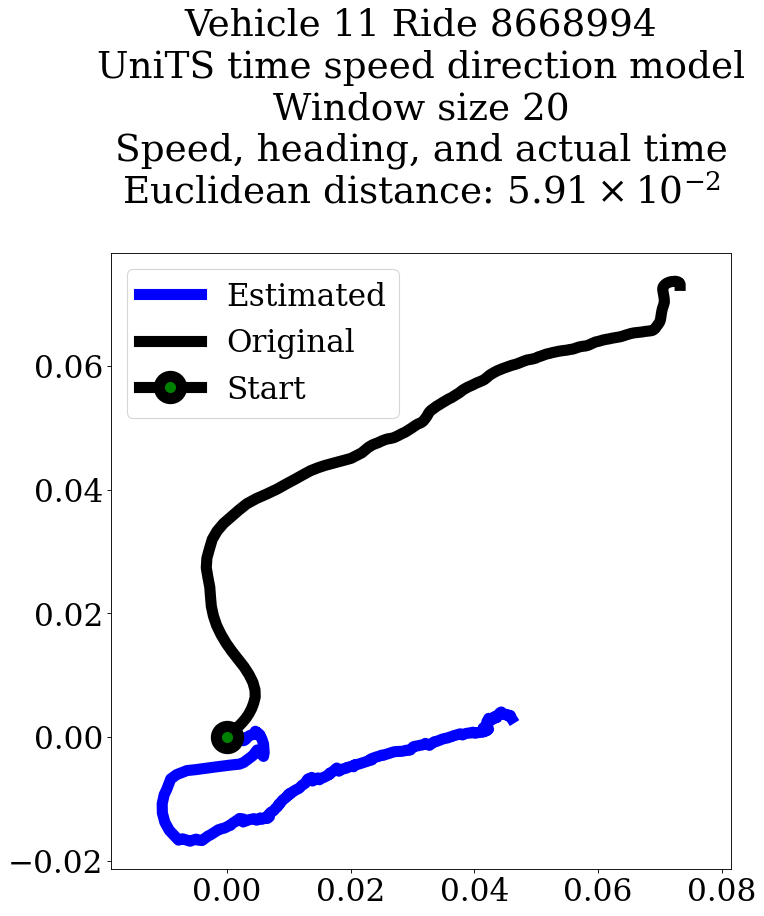 Vehicle 11 Ride 8668994
UniTS time speed direction model
Window size 20
Speed, heading, and actual time
Euclidean distance: 5.91 × 10⁻²
Estimated
Original
Start
0.06
0.04
0.02
0.00
−0.02
0.00 0.02 0.04 0.06 0.08